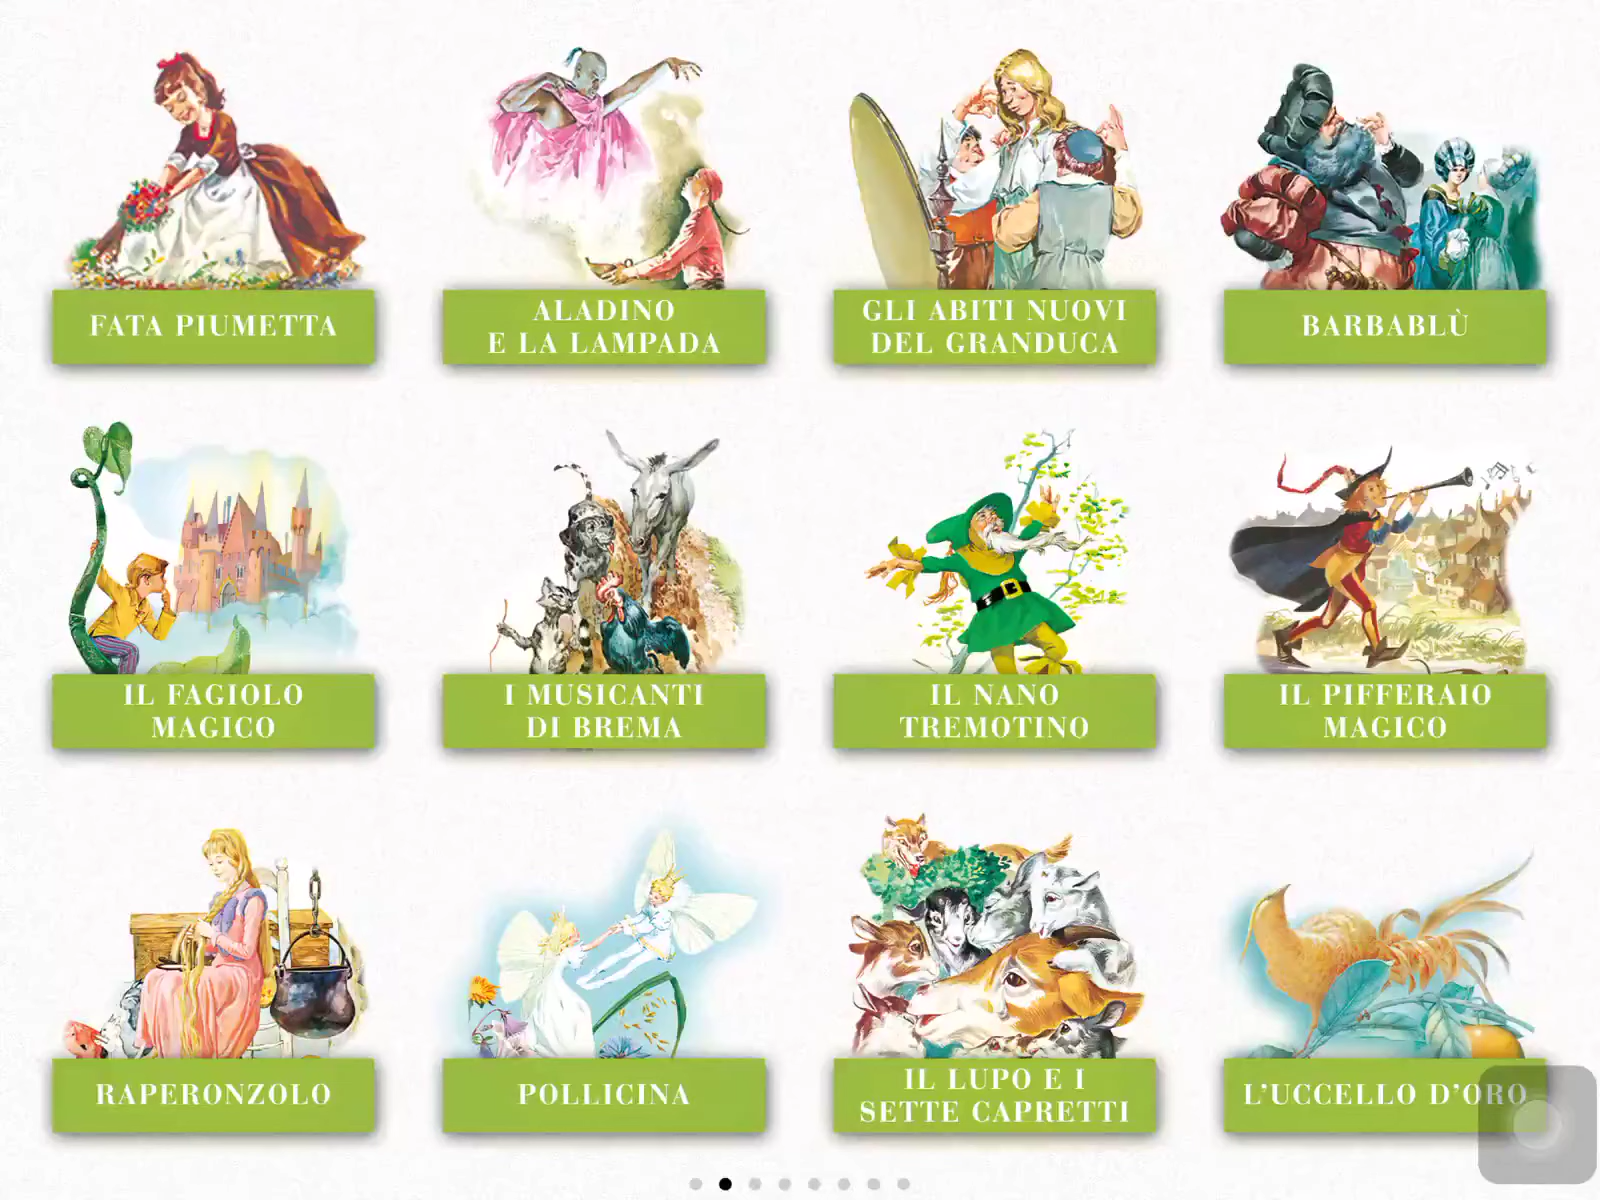 FATA PIUMETTA
ALADINO
E LA LAMPADA
GLI ABITI NUOVI
DEL GRANDUCA
BARBABLÙ
IL FAGIOLO
MAGICO
I MUSICANTI
DI BREMA
IL NANO
TREMOTINO
IL PIFFERAIO
MAGICO
RAPERONZOLO
POLLICINA
IL LUPO E I
SETTE CAPRETTI
L'UCCELLO D'ORO